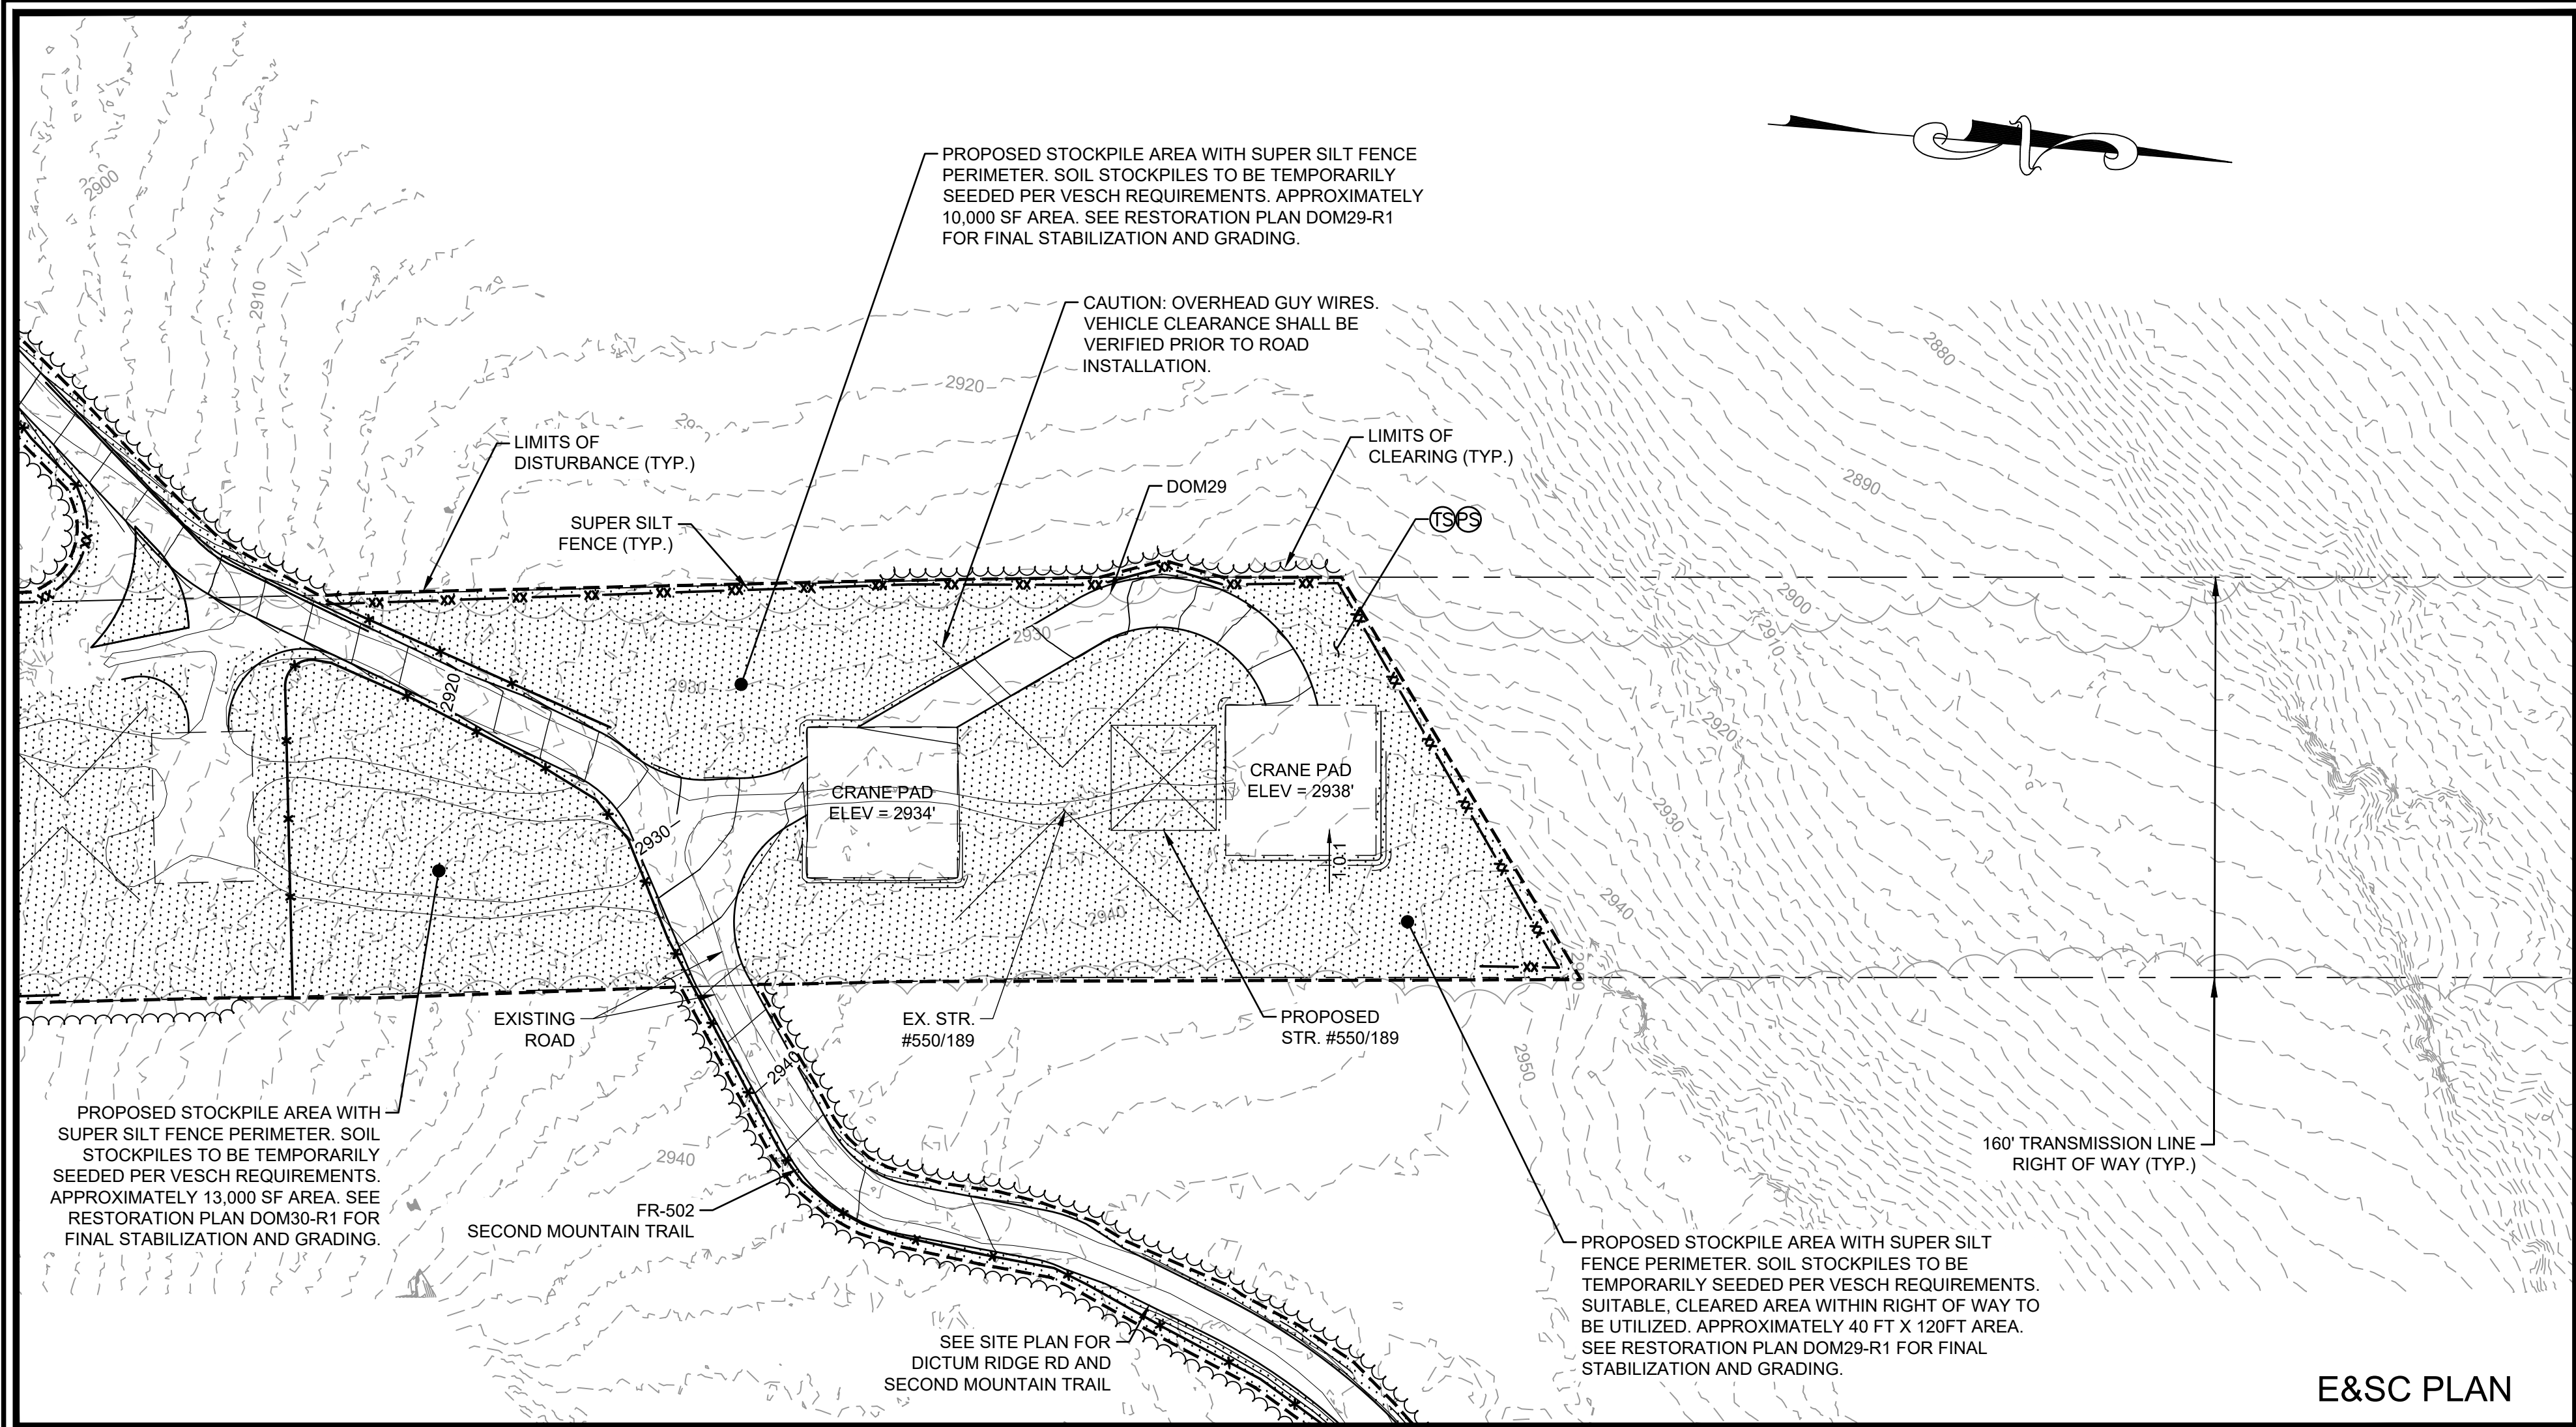 PROPOSED STOCKPILE AREA WITH SUPER SILT FENCE
PERIMETER. SOIL STOCKPILES TO BE TEMPORARILY
SEEDED PER VESCH REQUIREMENTS. APPROXIMATELY
10,000 SF AREA. SEE RESTORATION PLAN DOM29-R1
FOR FINAL STABILIZATION AND GRADING.
2900
2910
CAUTION: OVERHEAD GUY WIRES.
VEHICLE CLEARANCE SHALL BE
VERIFIED PRIOR TO ROAD
INSTALLATION.
2880
2920
LIMITS OF
DISTURBANCE (TYP.)
LIMITS OF
CLEARING (TYP.)
2890
DOM29
SUPER SILT
FENCE (TYP.)
TS PS
2900
2910
2930
2930
2920
2920
CRANE PAD
ELEV = 2934'
CRANE PAD
ELEV = 2938'
2930
2930
10:1
2940
2940
EXISTING
ROAD
EX. STR.
#550/189
PROPOSED
STR. #550/189
2950
2940
PROPOSED STOCKPILE AREA WITH
SUPER SILT FENCE PERIMETER. SOIL
STOCKPILES TO BE TEMPORARILY
SEEDED PER VESCH REQUIREMENTS.
APPROXIMATELY 13,000 SF AREA. SEE
RESTORATION PLAN DOM30-R1 FOR
FINAL STABILIZATION AND GRADING.
2940
FR-502
SECOND MOUNTAIN TRAIL
160' TRANSMISSION LINE
RIGHT OF WAY (TYP.)
PROPOSED STOCKPILE AREA WITH SUPER SILT
FENCE PERIMETER. SOIL STOCKPILES TO BE
TEMPORARILY SEEDED PER VESCH REQUIREMENTS.
SUITABLE, CLEARED AREA WITHIN RIGHT OF WAY TO
BE UTILIZED. APPROXIMATELY 40 FT X 120FT AREA.
SEE RESTORATION PLAN DOM29-R1 FOR FINAL
STABILIZATION AND GRADING.
SEE SITE PLAN FOR
DICTUM RIDGE RD AND
SECOND MOUNTAIN TRAIL
E&SC PLAN